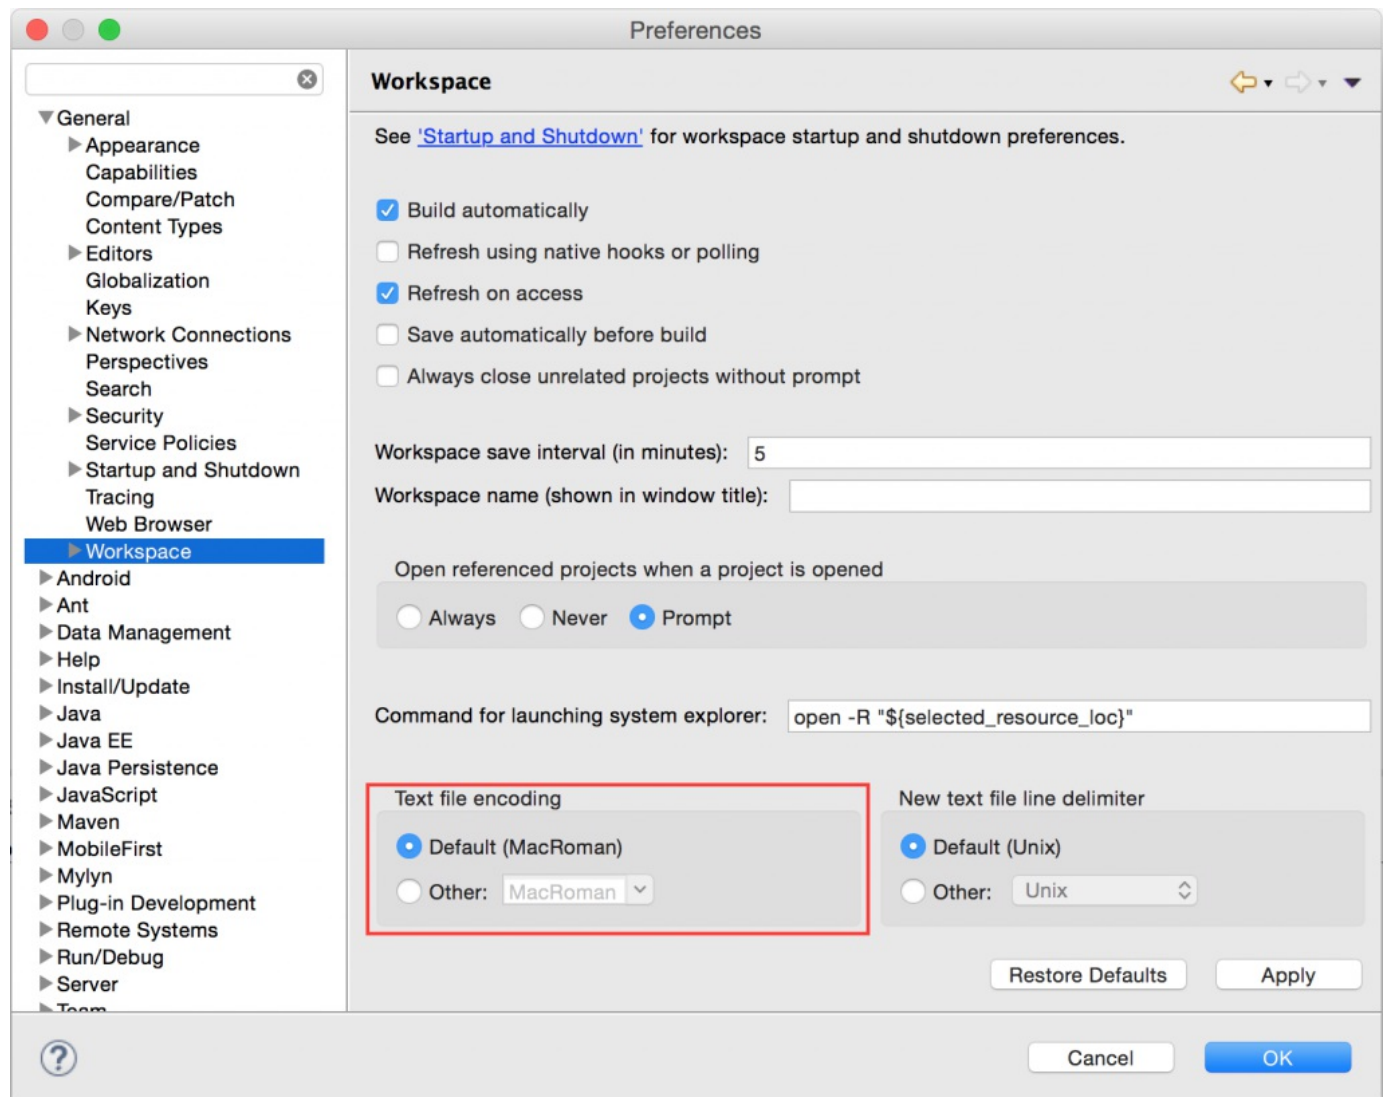 Preferences
General
Appearance
Capabilities
Compare/Patch
Content Types
Editors
Globalization
Keys
Network Connections
Perspectives
Search
Security
Service Policies
Startup and Shutdown
Tracing
Web Browser
Workspace
Android
Ant
Data Management
Help
Install/Update
Java
Java EE
Java Persistence
JavaScript
Maven
MobileFirst
Mylyn
Plug-in Development
Remote Systems
Run/Debug
Server
Team
Workspace
See 'Startup and Shutdown' for workspace startup and shutdown preferences.
Build automatically
Refresh using native hooks or polling
Refresh on access
Save automatically before build
Always close unrelated projects without prompt
Workspace save interval (in minutes): 5
Workspace name (shown in window title):
Open referenced projects when a project is opened
Always Never Prompt
Command for launching system explorer: open -R "${selected_resource_loc}"
Text file encoding
Default (MacRoman)
Other: MacRoman
New text file line delimiter
Default (Unix)
Other: Unix
Restore Defaults Apply
? Cancel OK